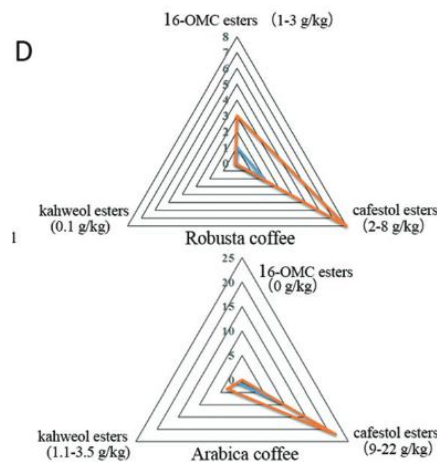 D
16-OMC esters (1-3 g/kg)
8
7
6
5
4
3
2
1
0
kahweol esters
(0.1 g/kg)
cafestol esters
(2-8 g/kg)
Robusta coffee
1
25
20
15
10
5
0
16-OMC esters
(0 g/kg)
kahweol esters
(1.1-3.5 g/kg)
cafestol esters
(9-22 g/kg)
Arabica coffee